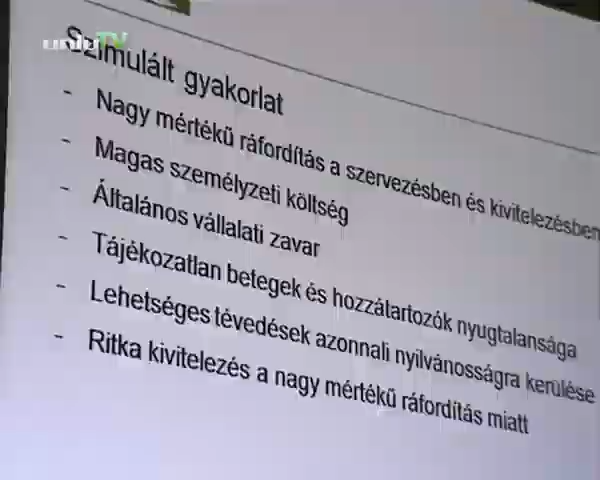 uniuTV
Szimulált gyakorlat
- Nagy mértékű ráfordítás a szervezésben és kivitelezésben
- Magas személyzeti költség
- Általános vállalati zavar
- Tájékozatlan betegek és hozzátartozók nyugtalansága
- Lehetséges tévedések azonnali nyilvánosságra kerülése
- Ritka kivitelezés a nagy mértékű ráfordítás miatt